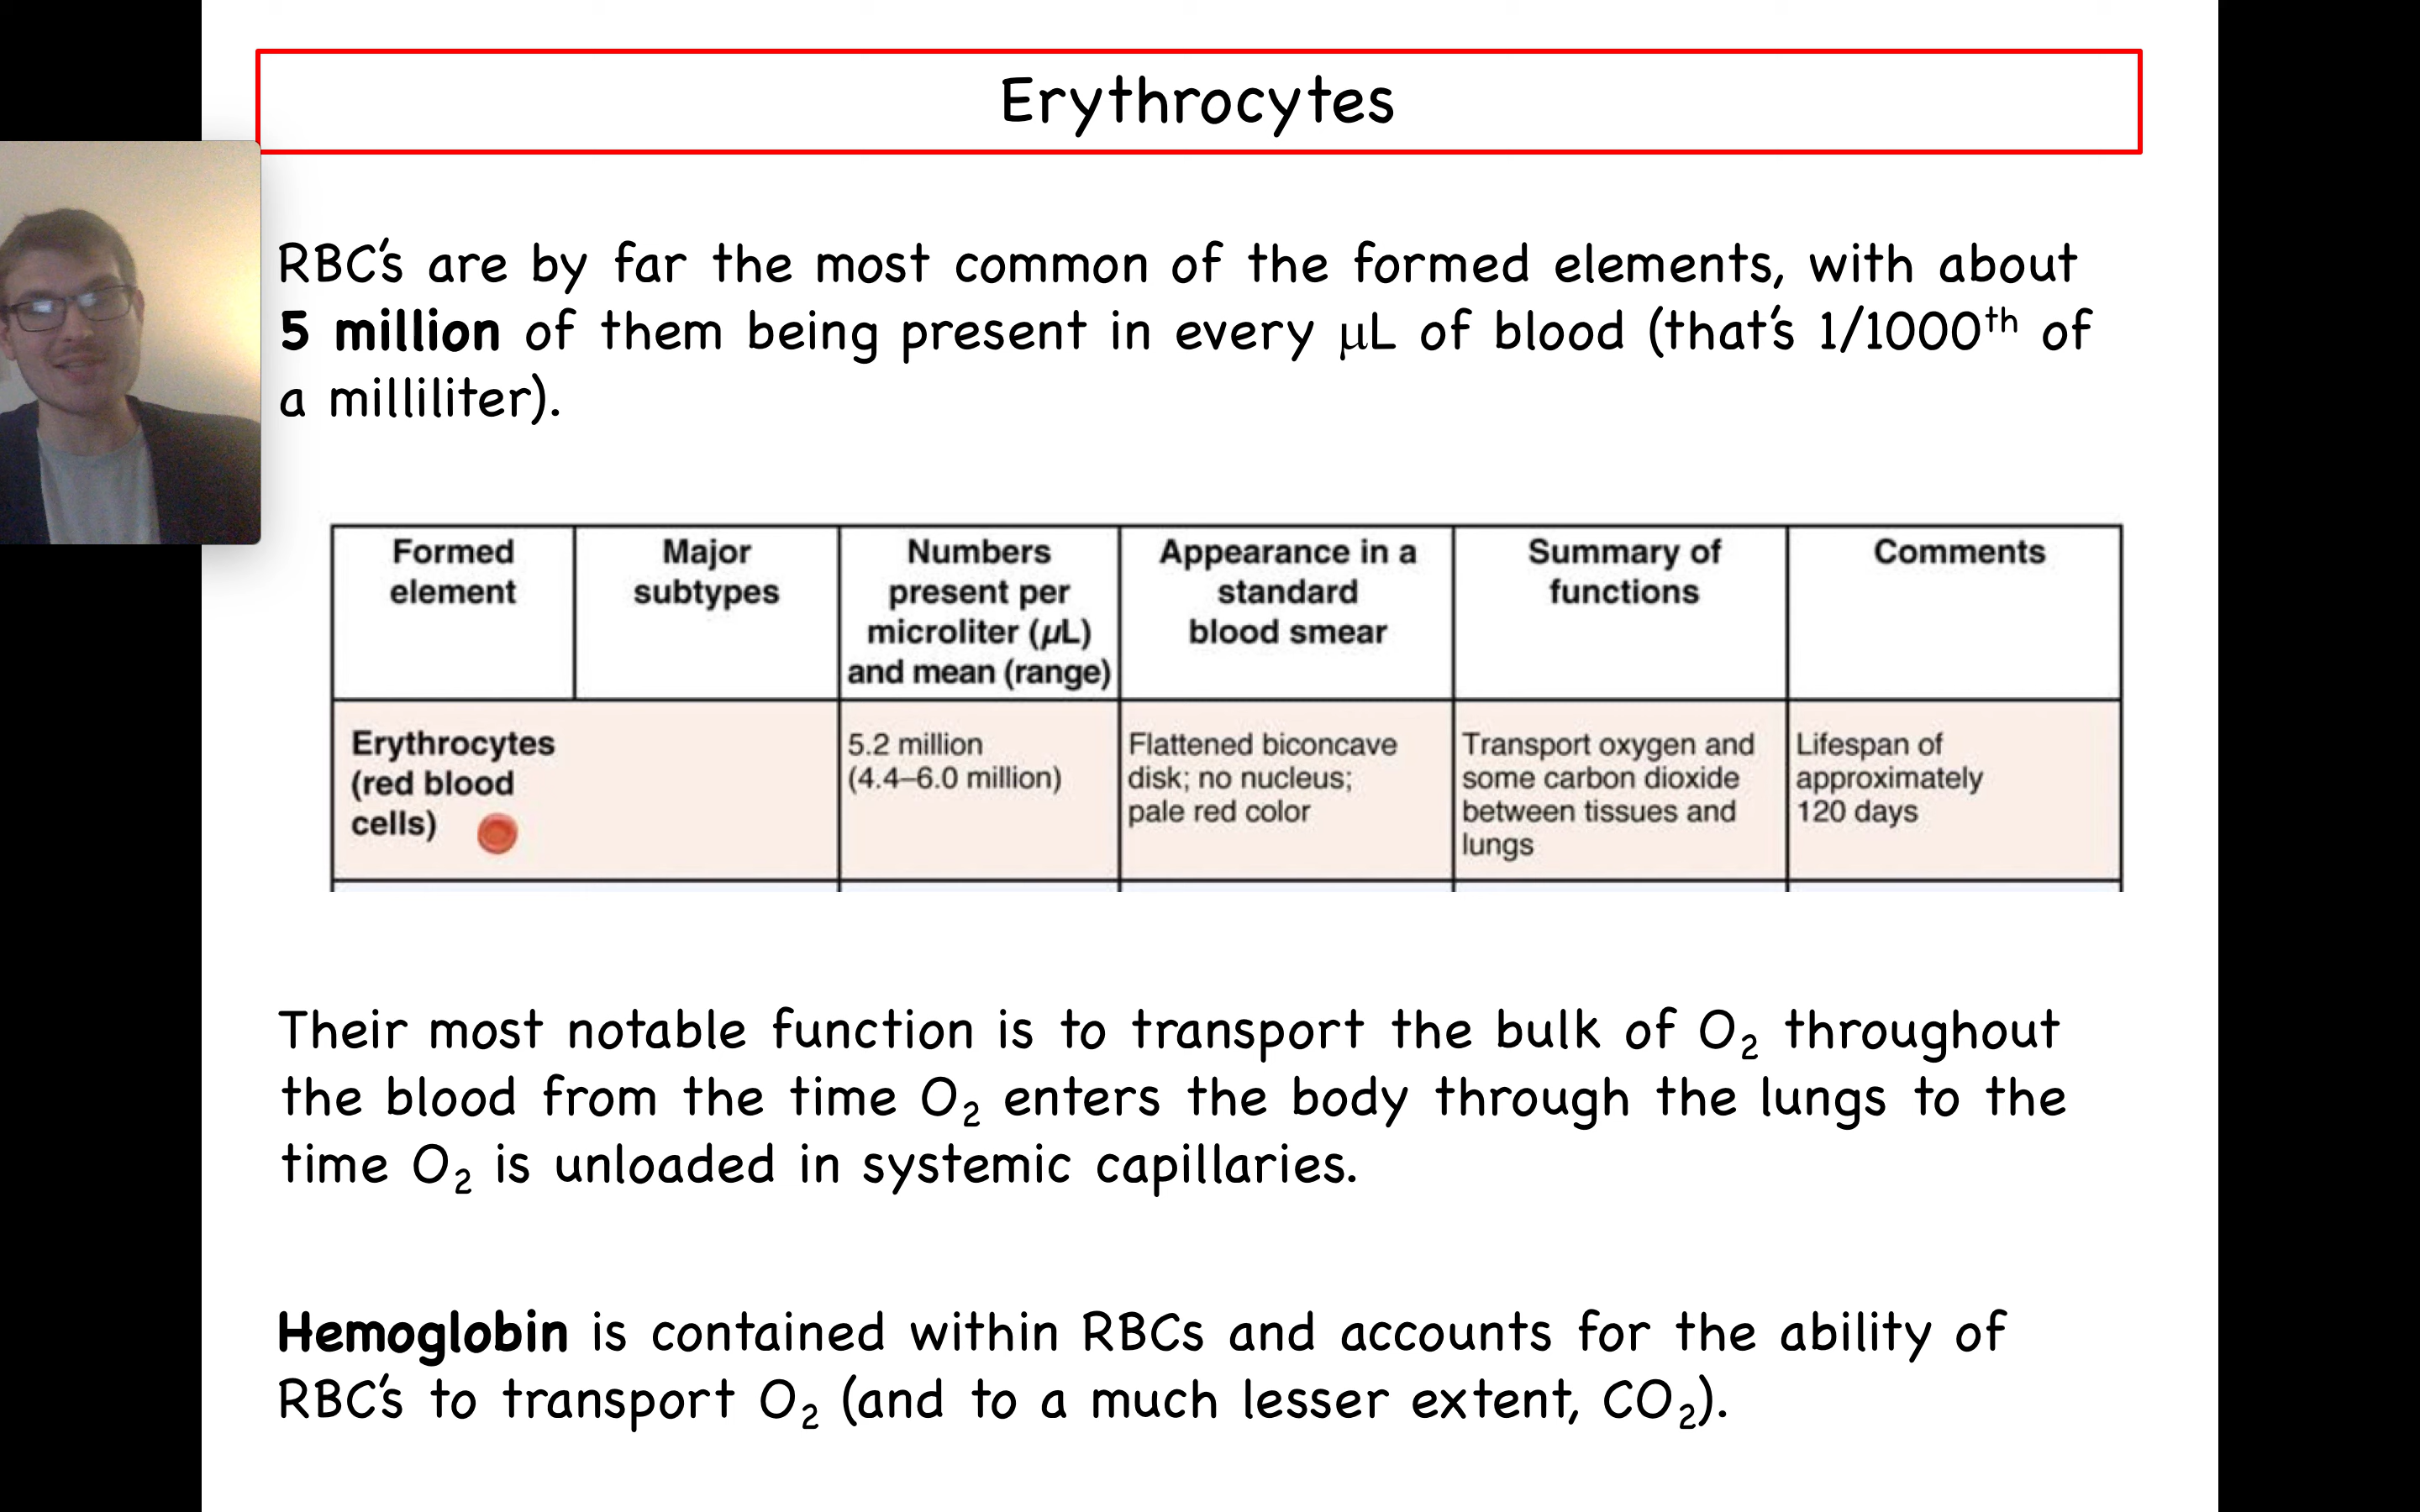 Erythrocytes
RBC's are by far the most common of the formed elements, with about
5 million of them being present in every μL of blood (that's 1/1000th of
a milliliter).
Formed element
Major subtypes
Numbers present per microliter (μL) and mean (range)
Appearance in a standard blood smear
Summary of functions
Comments
Erythrocytes (red blood cells)
5.2 million (4.4–6.0 million)
Flattened biconcave disk; no nucleus; pale red color
Transport oxygen and some carbon dioxide between tissues and lungs
Lifespan of approximately 120 days
Their most notable function is to transport the bulk of O2 throughout
the blood from the time O2 enters the body through the lungs to the
time O2 is unloaded in systemic capillaries.
Hemoglobin is contained within RBCs and accounts for the ability of
RBC's to transport O2 (and to a much lesser extent, CO2).